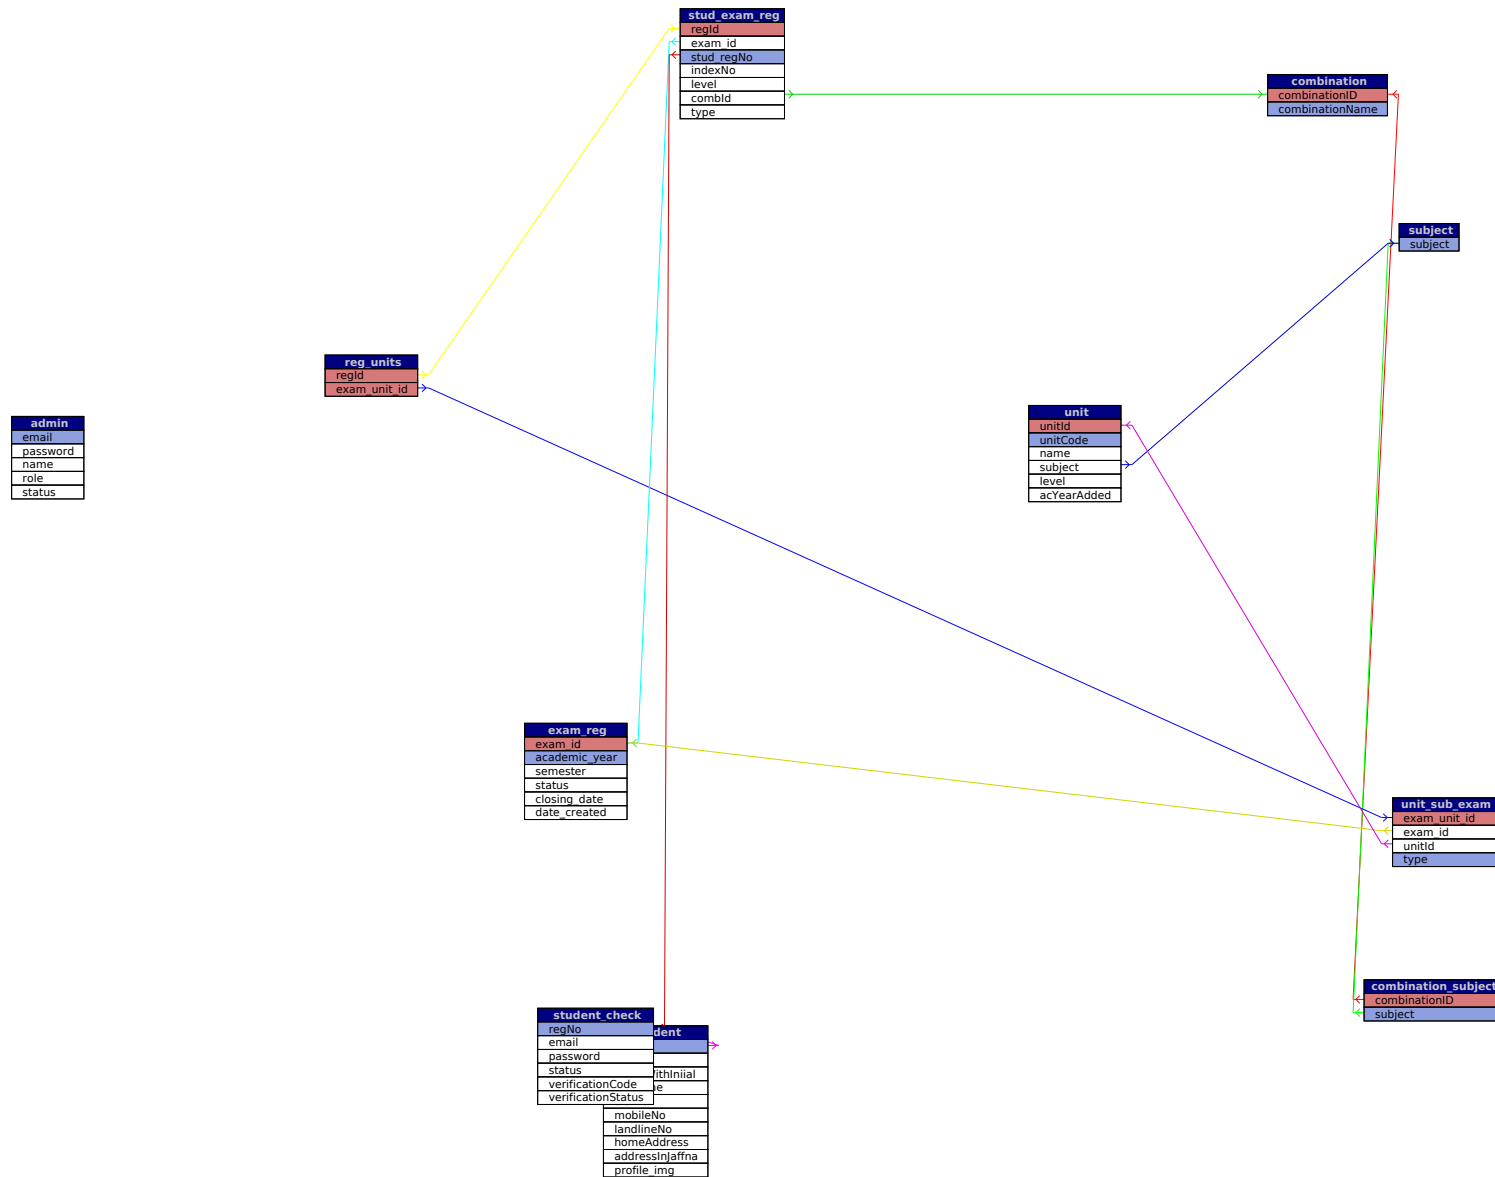 stud_exam_reg
regId
exam_id
stud_regNo
indexNo
level
combId
type
combination
combinationID
combinationName
subject
subject
reg_units
regId
exam_unit_id
admin
email
password
name
role
status
unit
unitId
unitCode
name
subject
level
acYearAdded
exam_reg
exam_id
academic_year
semester
status
closing_date
date_created
unit_sub_exam
exam_unit_id
exam_id
unitId
type
combination_subject
combinationID
subject
student_check
regNo
email
password
status
verificationCode
verificationStatus
dent
ithIniial
mobileNo
landlineNo
homeAddress
addressInJaffna
profile_img